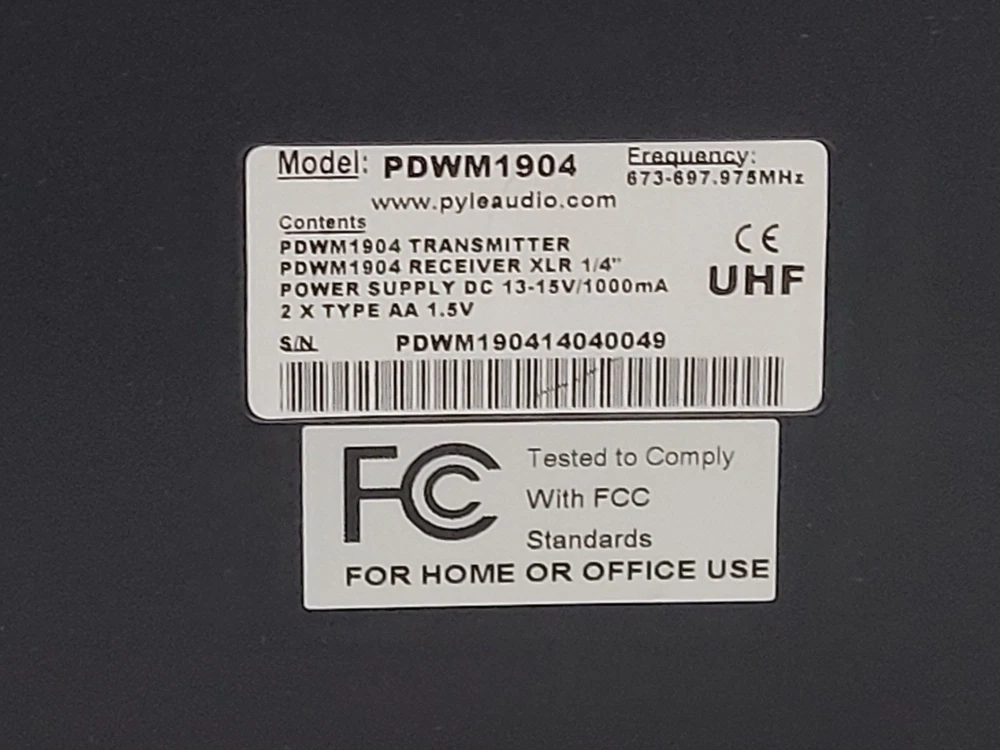 Model: PDWM1904
Frequency:
673-697.975MHz
www.pyleaudio.com
Contents
PDWM1904 TRANSMITTER
PDWM1904 RECEIVER XLR 1/4"
POWER SUPPLY DC 13-15V/1000mA
2 X TYPE AA 1.5V
CE
UHF
S/N PDWM190414040049
FCC
Tested to Comply
With FCC
Standards
FOR HOME OR OFFICE USE